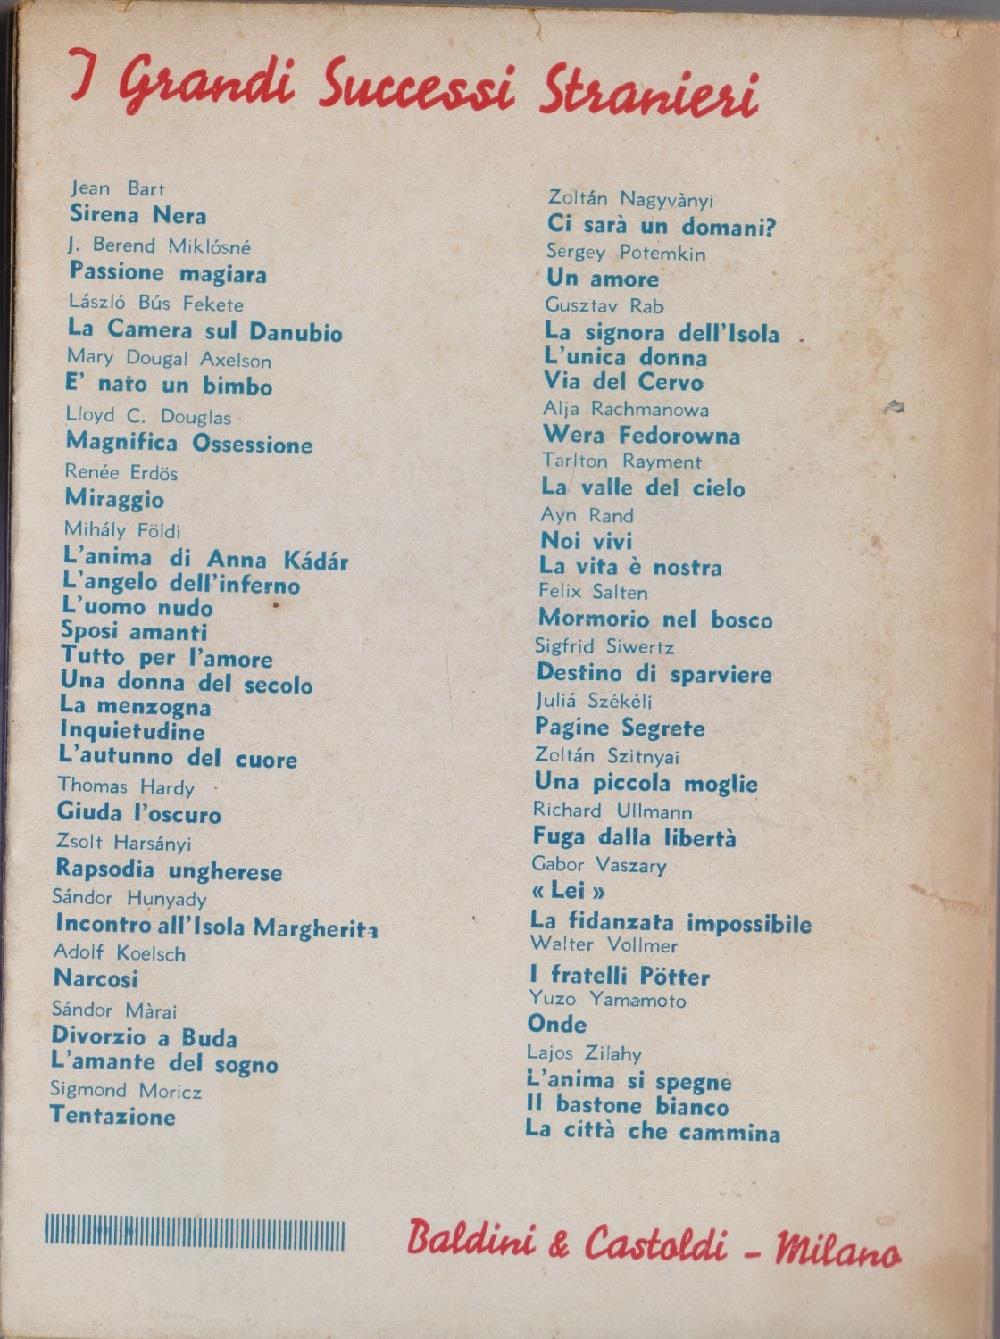 I Grandi Successi Stranieri
Jean Bart
Sirena Nera
J. Berend Miklósné
Passione magiara
László Bús Fekete
La Camera sul Danubio
Mary Dougal Axelson
E' nato un bimbo
Lloyd C. Douglas
Magnifica Ossessione
Renée Erdös
Miraggio
Mihály Földi
L'anima di Anna Kádár
L'angelo dell'inferno
L'uomo nudo
Sposi amanti
Tutto per l'amore
Una donna del secolo
La menzogna
Inquietudine
L'autunno del cuore
Thomas Hardy
Giuda l'oscuro
Zsolt Harsányi
Rapsodia ungherese
Sándor Hunyady
Incontro all'Isola Margherita
Adolf Koelsch
Narcosi
Sándor Màrai
Divorzio a Buda
L'amante del sogno
Sigmond Moricz
Tentazione
Zoltán Nagyvànyi
Ci sarà un domani?
Sergey Potemkin
Un amore
Gusztav Rab
La signora dell'Isola
L'unica donna
Via del Cervo
Alja Rachmanowa
Wera Fedorowna
Tarlton Rayment
La valle del cielo
Ayn Rand
Noi vivi
La vita è nostra
Felix Salten
Mormorio nel bosco
Sigfrid Siwertz
Destino di sparviere
Juliá Székéli
Pagine Segrete
Zoltán Szitnyai
Una piccola moglie
Richard Ullmann
Fuga dalla libertà
Gabor Vaszary
« Lei »
La fidanzata impossibile
Walter Vollmer
I fratelli Pötter
Yuzo Yamamoto
Onde
Lajos Zilahy
L'anima si spegne
Il bastone bianco
La città che cammina
Baldini & Castoldi - Milano